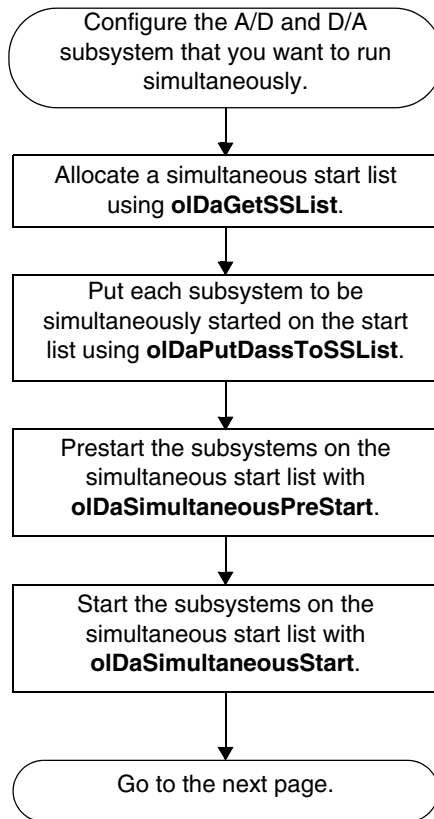 Configure the A/D and D/A
subsystem that you want to run
simultaneously.
Allocate a simultaneous start list
using olDaGetSSList.
Put each subsystem to be
simultaneously started on the start
list using olDaPutDassToSSList.
Prestart the subsystems on the
simultaneous start list with
olDaSimultaneousPreStart.
Start the subsystems on the
simultaneous start list with
olDaSimultaneousStart.
Go to the next page.